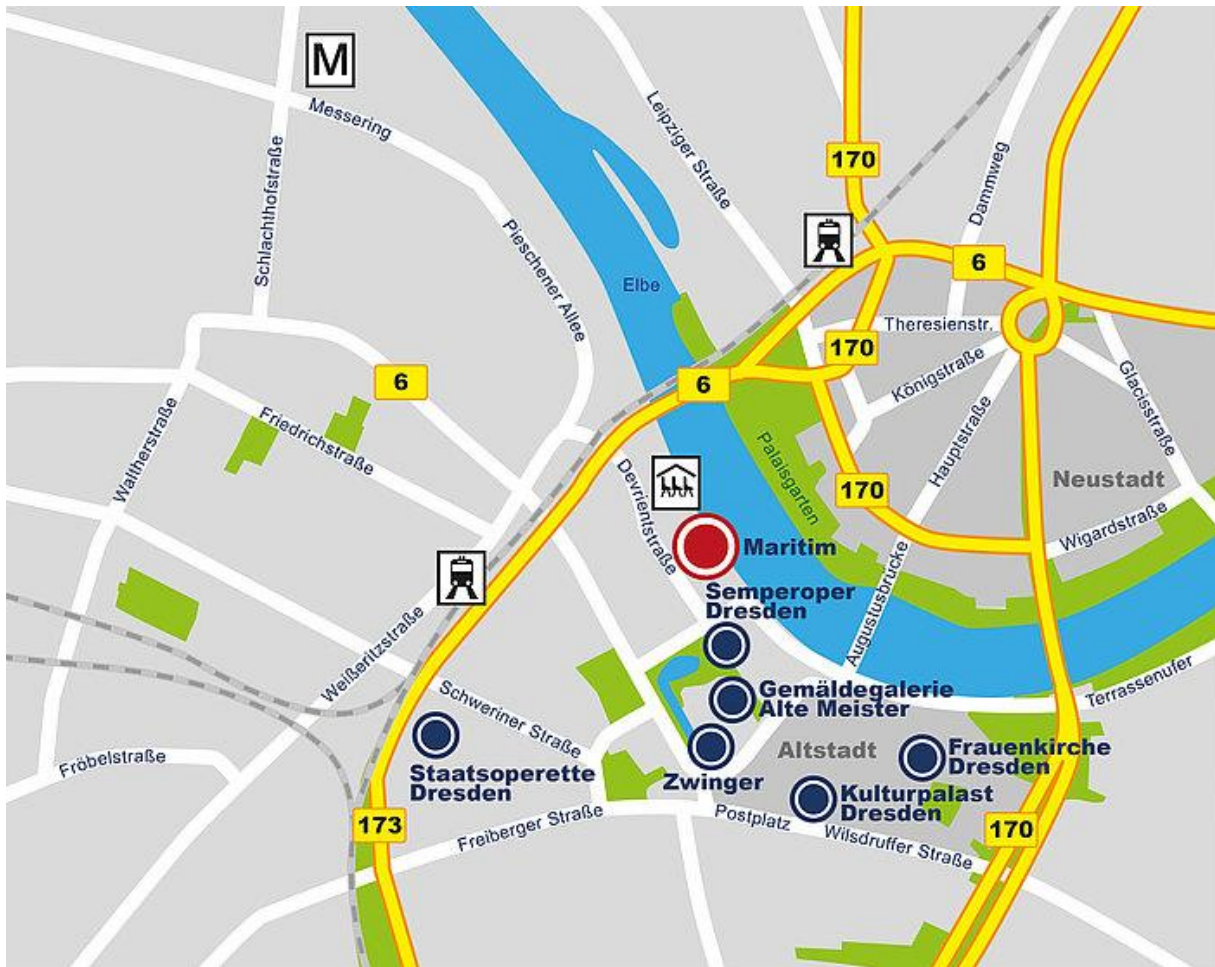 M
Messering
Schlachthofstraße
Leipziger Straße
170
Dammweg
Pieschener Allee
Elbe
6
Theresienstr.
170
Königstraße
6
6
Glacisstraße
Waltherstraße
Friedrichstraße
Hauptstraße
Palaisgarten
Devrientstraße
170
Neustadt
Wigardstraße
Maritim
Semperoper
Dresden
Augustusbrucke
Weißeritzstraße
Terrassenufer
Schweriner Straße
Gemäldegalerie
Alte Meister
Altstadt
Frauenkirche
Dresden
Fröbelstraße
Staatsoperette
Dresden
Zwinger
Kulturpalast
Dresden
173
Freiberger Straße
Postplatz
Wilsdruffer Straße
170